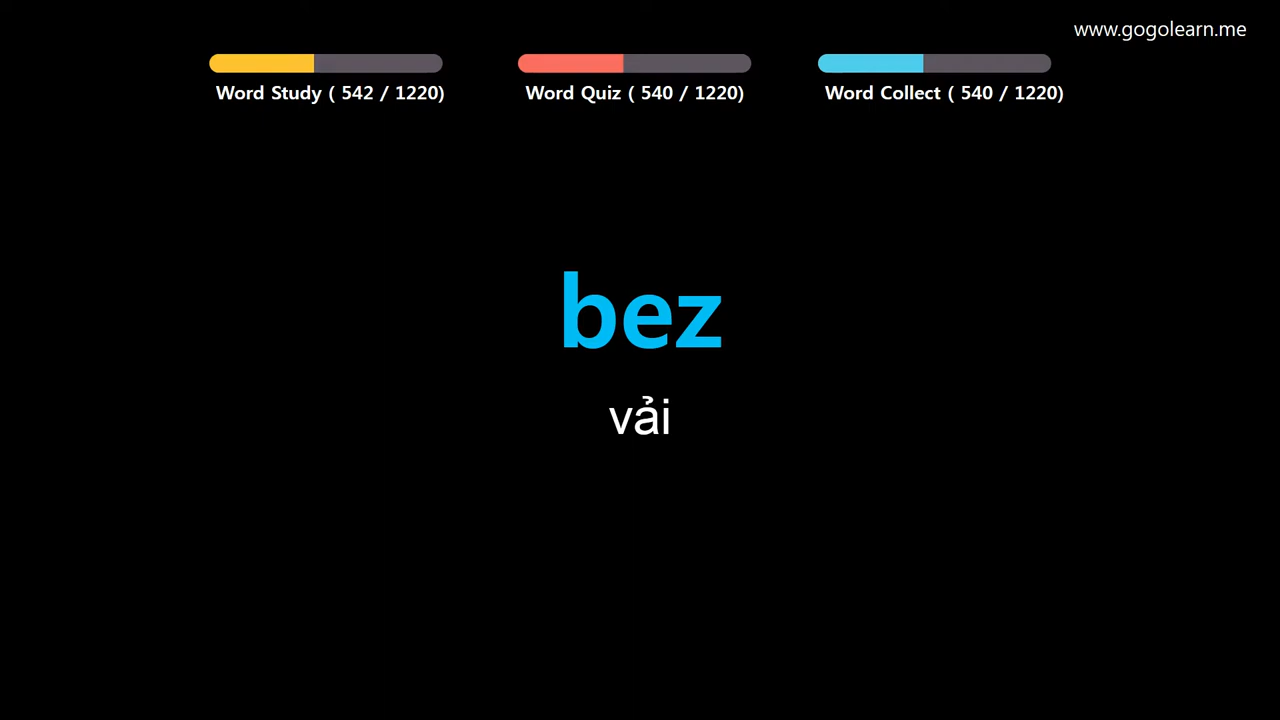 www.gogolearn.me
Word Study ( 542 / 1220)
Word Quiz ( 540 / 1220)
Word Collect ( 540 / 1220)
bez
vải